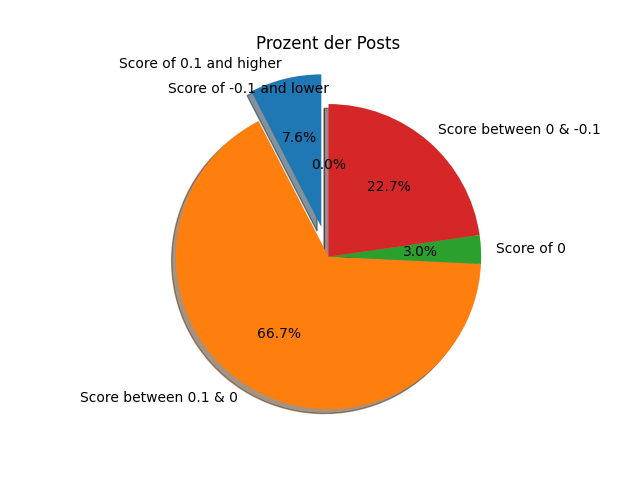 Prozent der Posts
Score of 0.1 and higher
Score of -0.1 and lower
Score between 0 & -0.1
7.6%
0.0%
22.7%
Score of 0
3.0%
66.7%
Score between 0.1 & 0